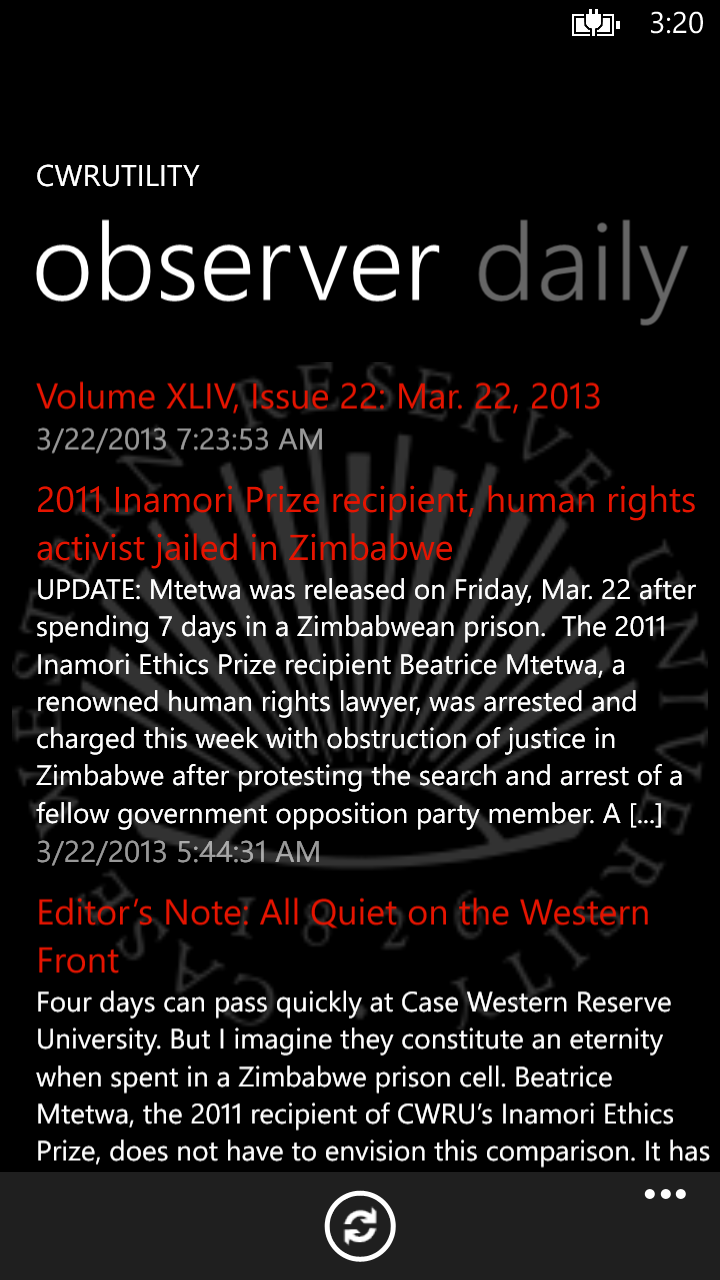 3:20
CWRUTILITY
observer daily
Volume XLIV, Issue 22: Mar. 22, 2013
3/22/2013 7:23:53 AM
2011 Inamori Prize recipient, human rights
activist jailed in Zimbabwe
UPDATE: Mtetwa was released on Friday, Mar. 22 after
spending 7 days in a Zimbabwean prison.  The 2011
Inamori Ethics Prize recipient Beatrice Mtetwa, a
renowned human rights lawyer, was arrested and
charged this week with obstruction of justice in
Zimbabwe after protesting the search and arrest of a
fellow government opposition party member. A [...]
3/22/2013 5:44:31 AM
Editor’s Note: All Quiet on the Western
Front
Four days can pass quickly at Case Western Reserve
University. But I imagine they constitute an eternity
when spent in a Zimbabwe prison cell. Beatrice
Mtetwa, the 2011 recipient of CWRU’s Inamori Ethics
Prize, does not have to envision this comparison. It has
CASE WESTERN RESERVE UNIVERSITY
1826